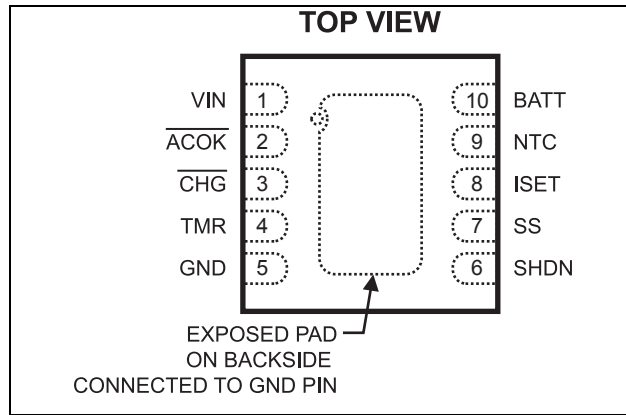 TOP VIEW
VIN 1 10 BATT
ACOK 2 9 NTC
CHG 3 8 ISET
TMR 4 7 SS
GND 5 6 SHDN
EXPOSED PAD
ON BACKSIDE
CONNECTED TO GND PIN